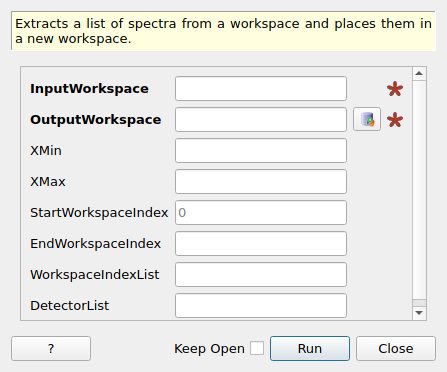 Extracts a list of spectra from a workspace and places them in
a new workspace.
InputWorkspace
OutputWorkspace
XMin
XMax
StartWorkspaceIndex 0
EndWorkspaceIndex
WorkspaceIndexList
DetectorList
? Keep Open Run Close